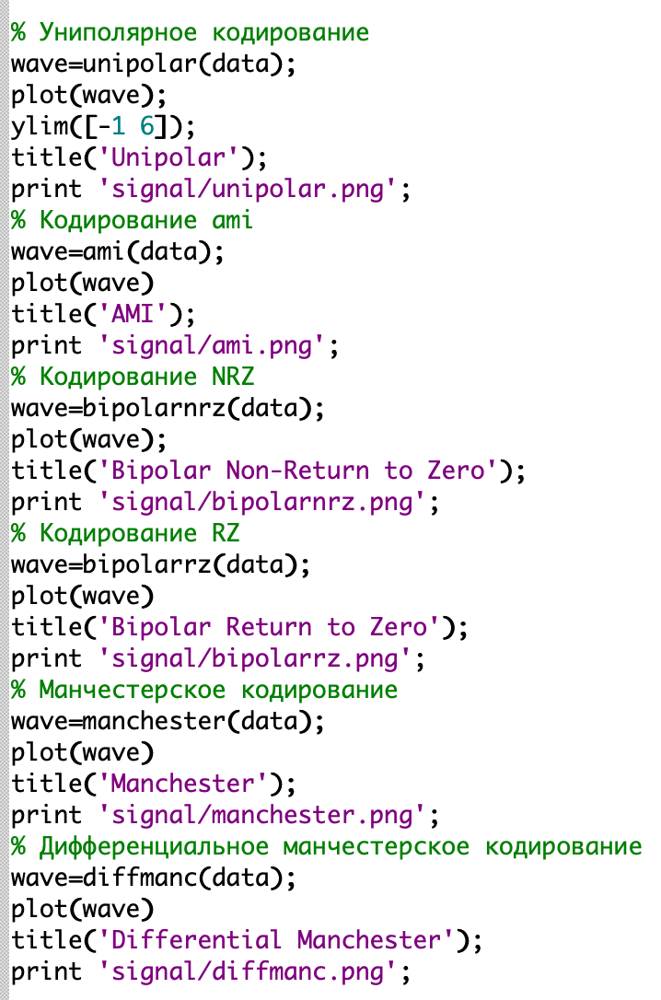 % Униполярное кодирование
wave=unipolar(data);
plot(wave);
ylim([-1 6]);
title('Unipolar');
print 'signal/unipolar.png';
% Кодирование ami
wave=ami(data);
plot(wave)
title('AMI');
print 'signal/ami.png';
% Кодирование NRZ
wave=bipolarnrz(data);
plot(wave);
title('Bipolar Non-Return to Zero');
print 'signal/bipolarnrz.png';
% Кодирование RZ
wave=bipolarrz(data);
plot(wave)
title('Bipolar Return to Zero');
print 'signal/bipolarrz.png';
% Манчестерское кодирование
wave=manchester(data);
plot(wave)
title('Manchester');
print 'signal/manchester.png';
% Дифференциальное манчестерское кодирование
wave=diffmanc(data);
plot(wave)
title('Differential Manchester');
print 'signal/diffmanc.png';